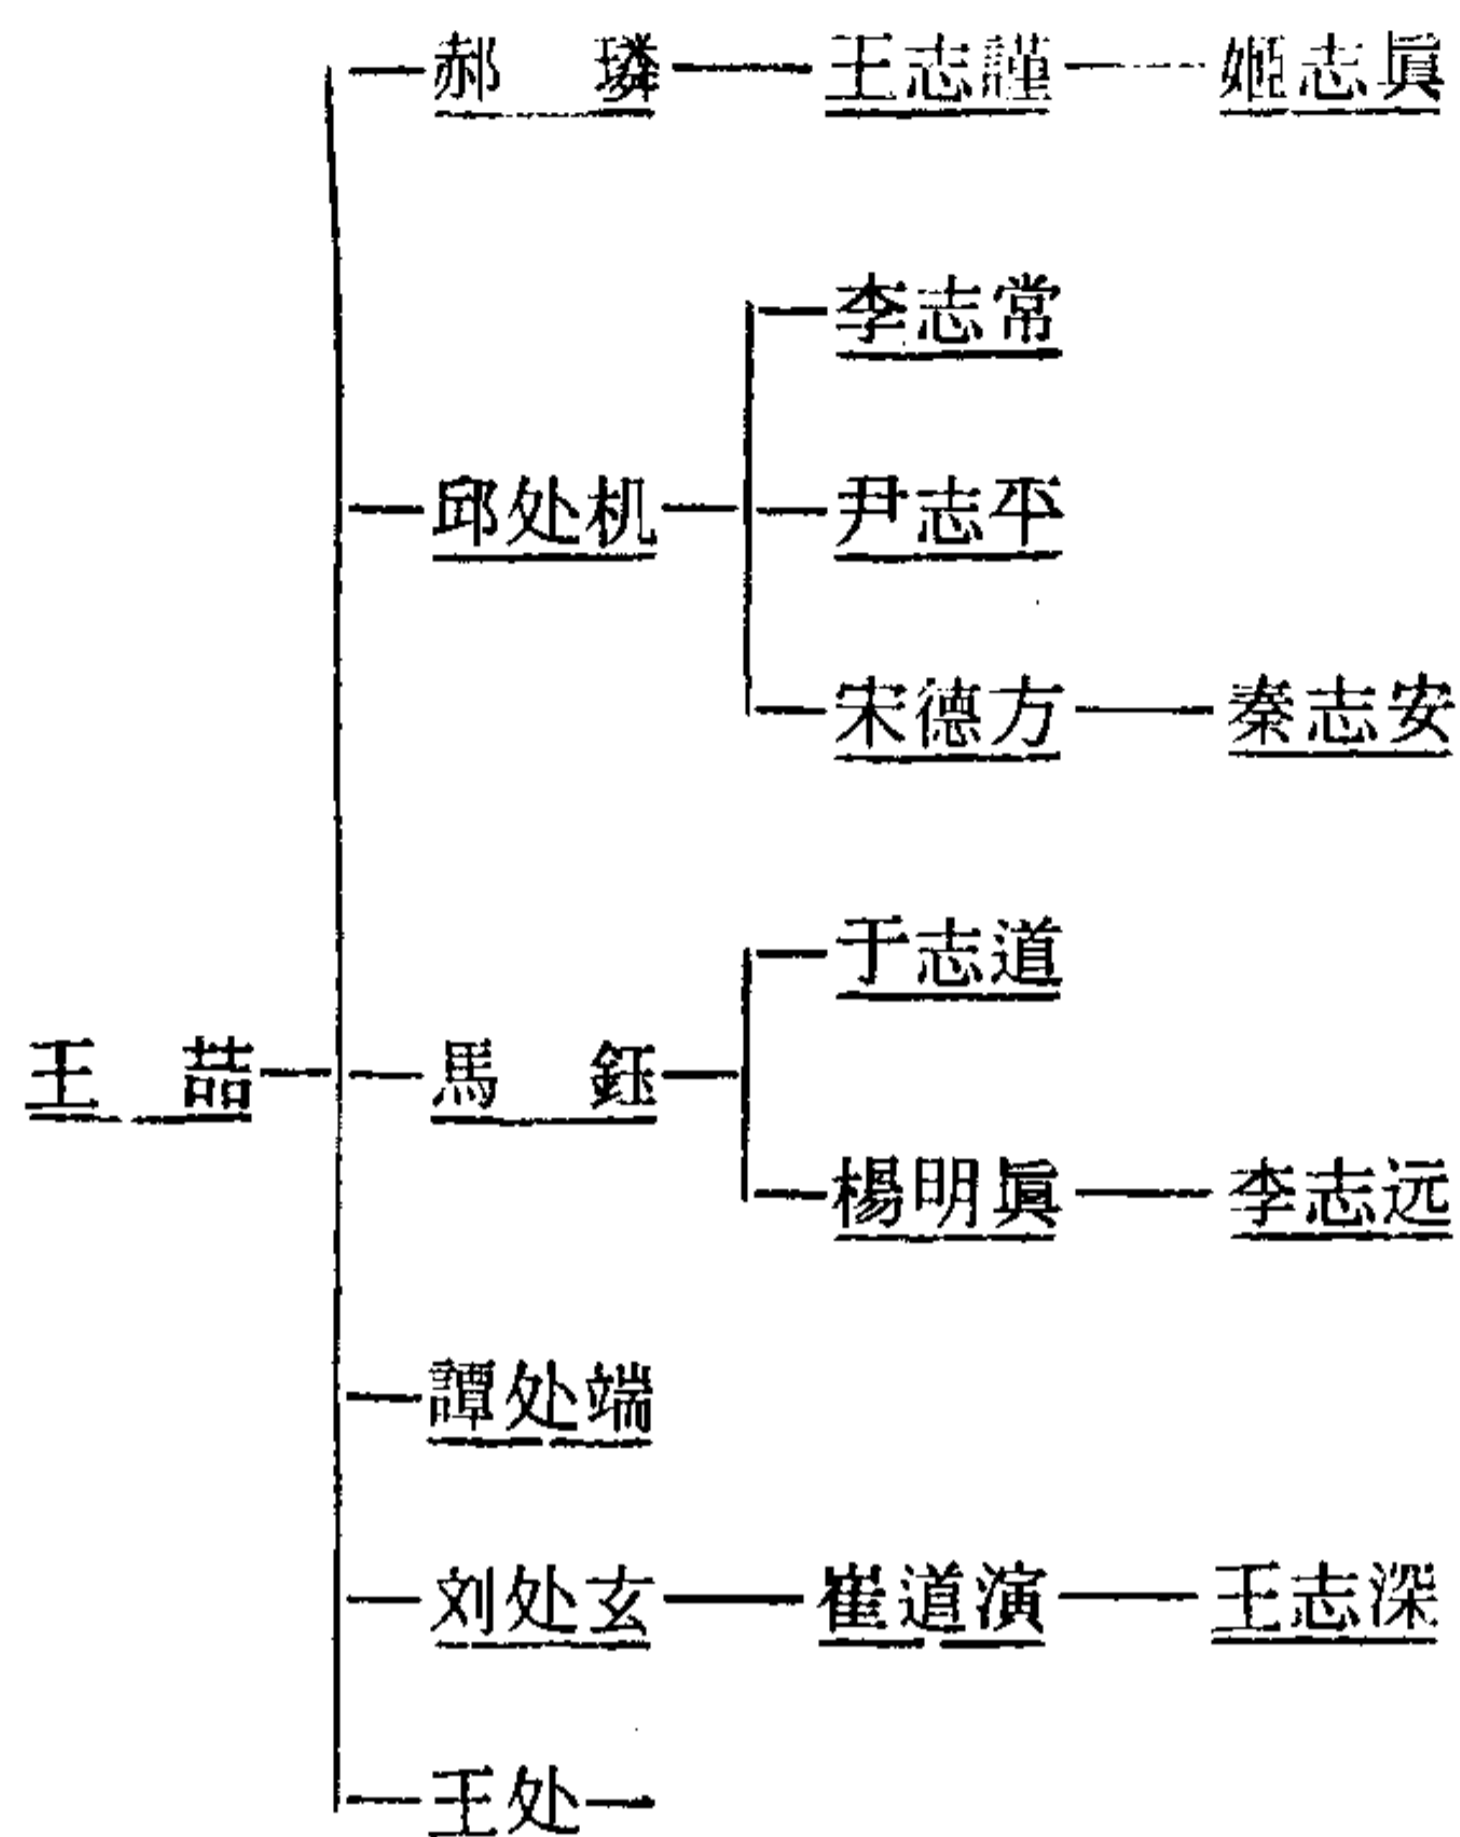 郝 璘 王志謹 姬志眞
李志常
邱处机 尹志平
宋德方 秦志安
于志道
王 喆 馬 鈺
楊明眞 李志远
譚处端
刘处玄 崔道演 王志深
王处一